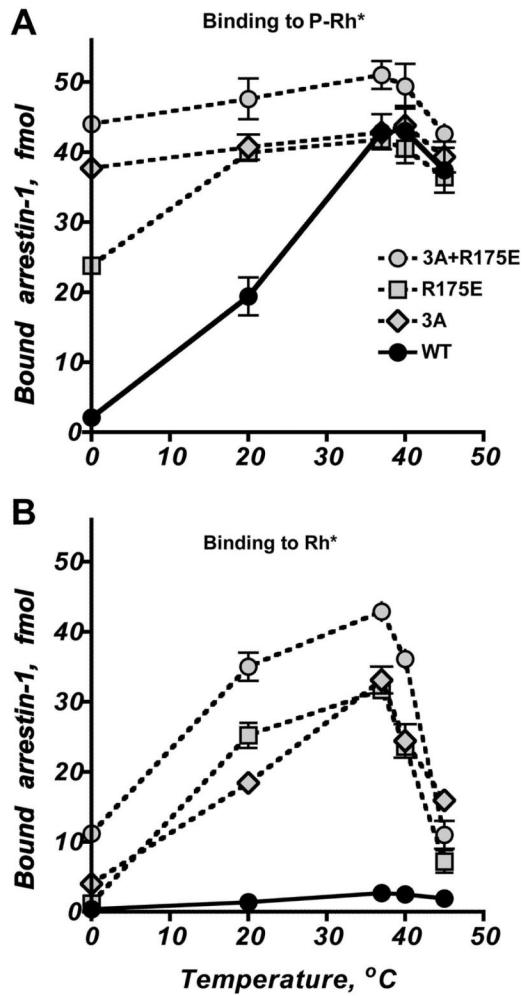 A
Binding to P-Rh*
Bound arrestin-1, fmol
50
40
30
20
10
0
3A+R175E
R175E
3A
WT
0 10 20 30 40 50
B
Binding to Rh*
Bound arrestin-1, fmol
50
40
30
20
10
0
0 10 20 30 40 50
Temperature, °C